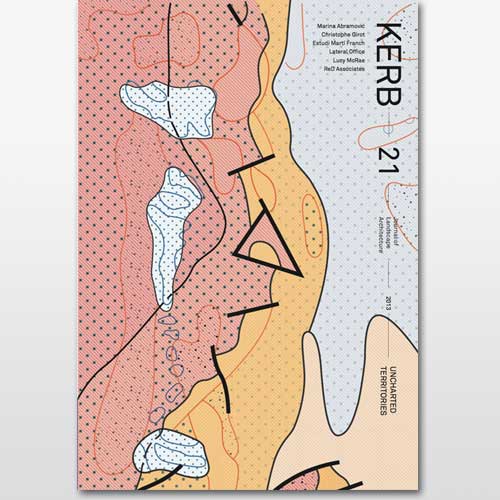 Marina Abramović
Christophe Girot
Estudi Martí Franch
Lateral Office
Lucy McRae
ReD Associates
KERB 21
Journal of
Landscape
Architecture
2013
UNCHARTED
TERRITORIES